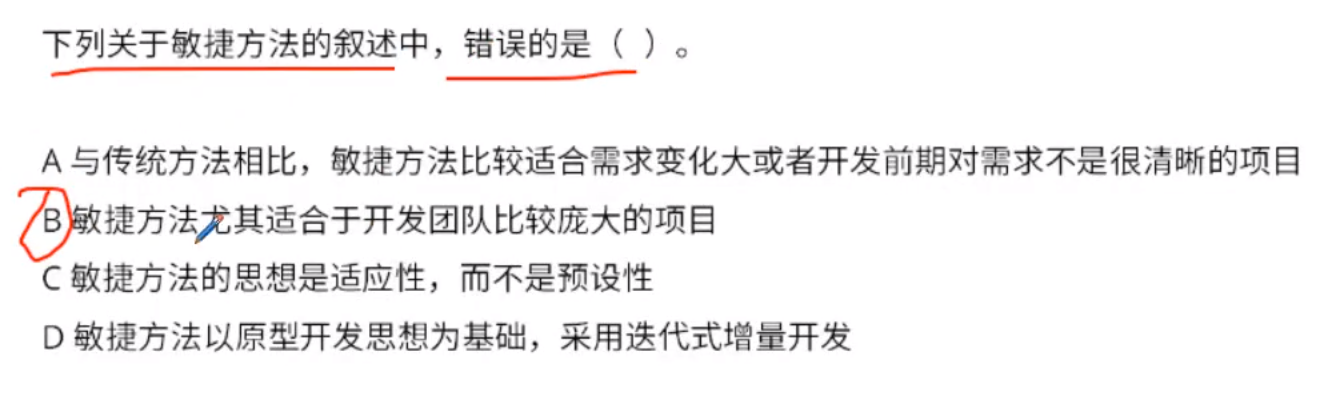 下列关于敏捷方法的叙述中，错误的是（ ）。
A 与传统方法相比，敏捷方法比较适合需求变化大或者开发前期对需求不是很清晰的项目
B 敏捷方法尤其适合于开发团队比较庞大的项目
C 敏捷方法的思想是适应性，而不是预设性
D 敏捷方法以原型开发思想为基础，采用迭代式增量开发